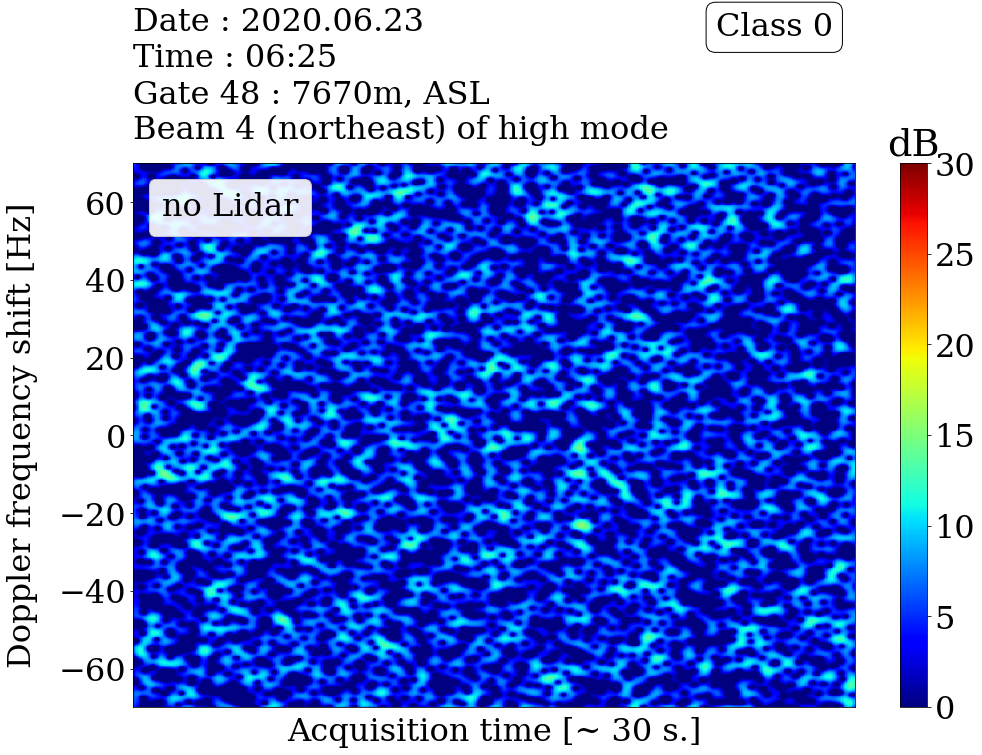 Date : 2020.06.23
Time : 06:25
Gate 48 : 7670m, ASL
Beam 4 (northeast) of high mode
Class 0
dB
no Lidar
Doppler frequency shift [Hz]
60
40
20
0
−20
−40
−60
30
25
20
15
10
5
0
Acquisition time [~ 30 s.]